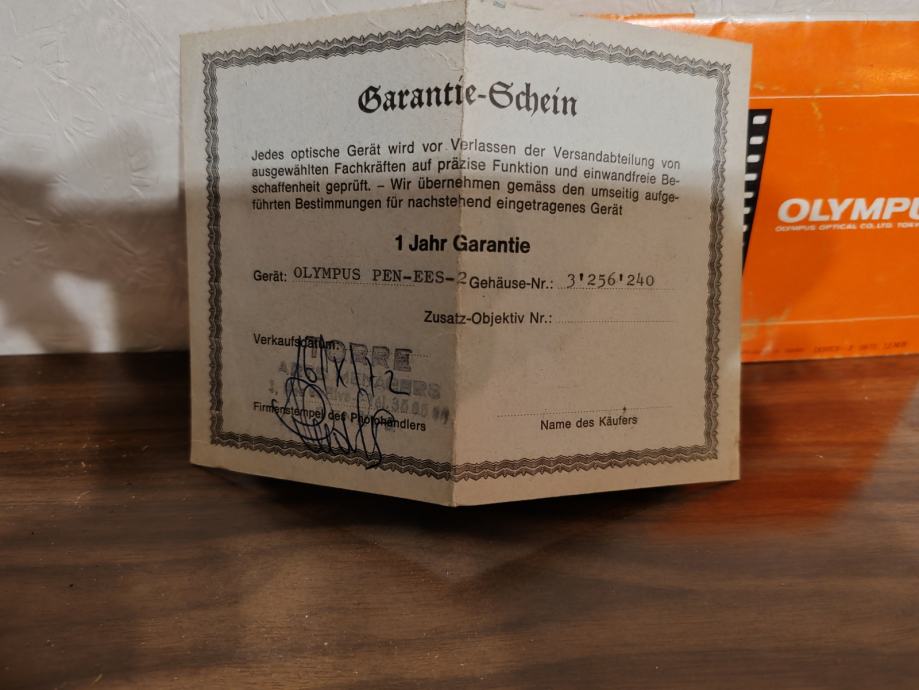 Garantie-Schein
Jedes optische Gerät wird vor Verlassen der Versandabteilung von
ausgewählten Fachkräften auf präzise Funktion und einwandfreie Be-
schaffenheit geprüft. – Wir übernehmen gemäss den umseitig aufge-
führten Bestimmungen für nachstehend eingetragenes Gerät
1 Jahr Garantie
Gerät: OLYMPUS PEN-EES-2 Gehäuse-Nr.: 3'256'240
Zusatz-Objektiv Nr.:
Verkaufsdatum:
16/X/72
Firmenstempel des Photohändlers
Name des Käufers
OLYMPU
OLYMPUS OPTICAL CO., LTD.